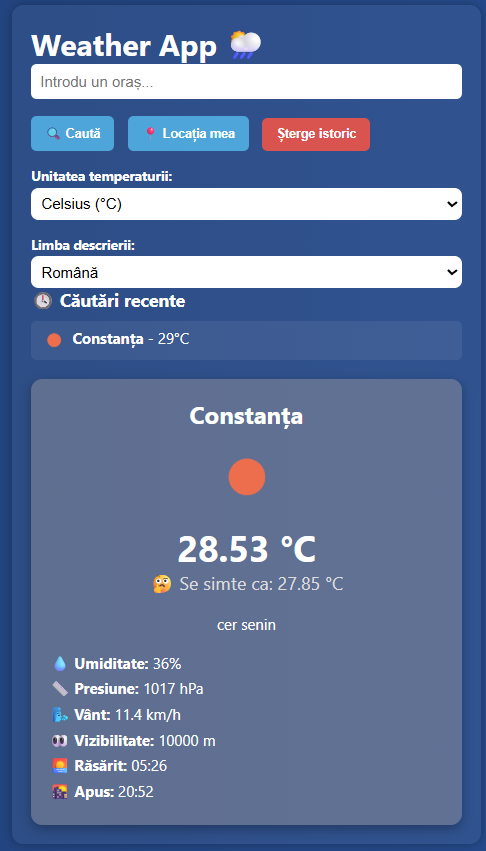 Weather App
Introdu un oraș...
Caută
Locația mea
Șterge istoric
Unitatea temperaturii:
Celsius (°C)
Limba descrierii:
Română
Căutări recente
Constanța - 29°C
Constanța
28.53 °C
Se simte ca: 27.85 °C
cer senin
Umiditate: 36%
Presiune: 1017 hPa
Vânt: 11.4 km/h
Vizibilitate: 10000 m
Răsărit: 05:26
Apus: 20:52